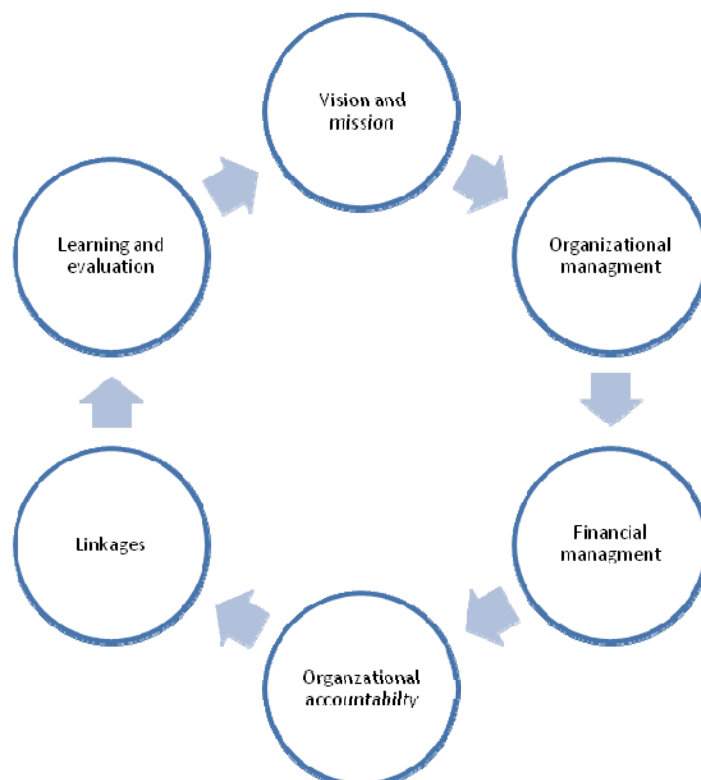 Vision and
mission
Organizational
managment
Financial
managment
Organzational
accountabilty
Linkages
Learning and
evaluation